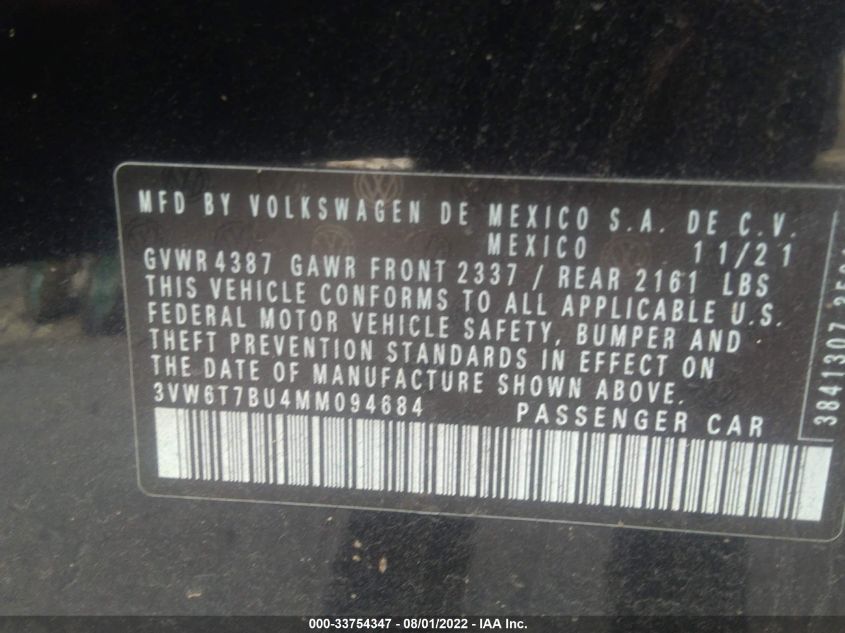 MFD BY VOLKSWAGEN DE MEXICO S.A. DE C.V.
MEXICO 11/21
GVWR 4387 GAWR FRONT 2337 / REAR 2161 LBS
THIS VEHICLE CONFORMS TO ALL APPLICABLE U.S.
FEDERAL MOTOR VEHICLE SAFETY, BUMPER AND
THEFT PREVENTION STANDARDS IN EFFECT ON
THE DATE OF MANUFACTURE SHOWN ABOVE.
3VW6T7BU4MM094684 PASSENGER CAR
3841307
000-33754347 - 08/01/2022 - IAA Inc.